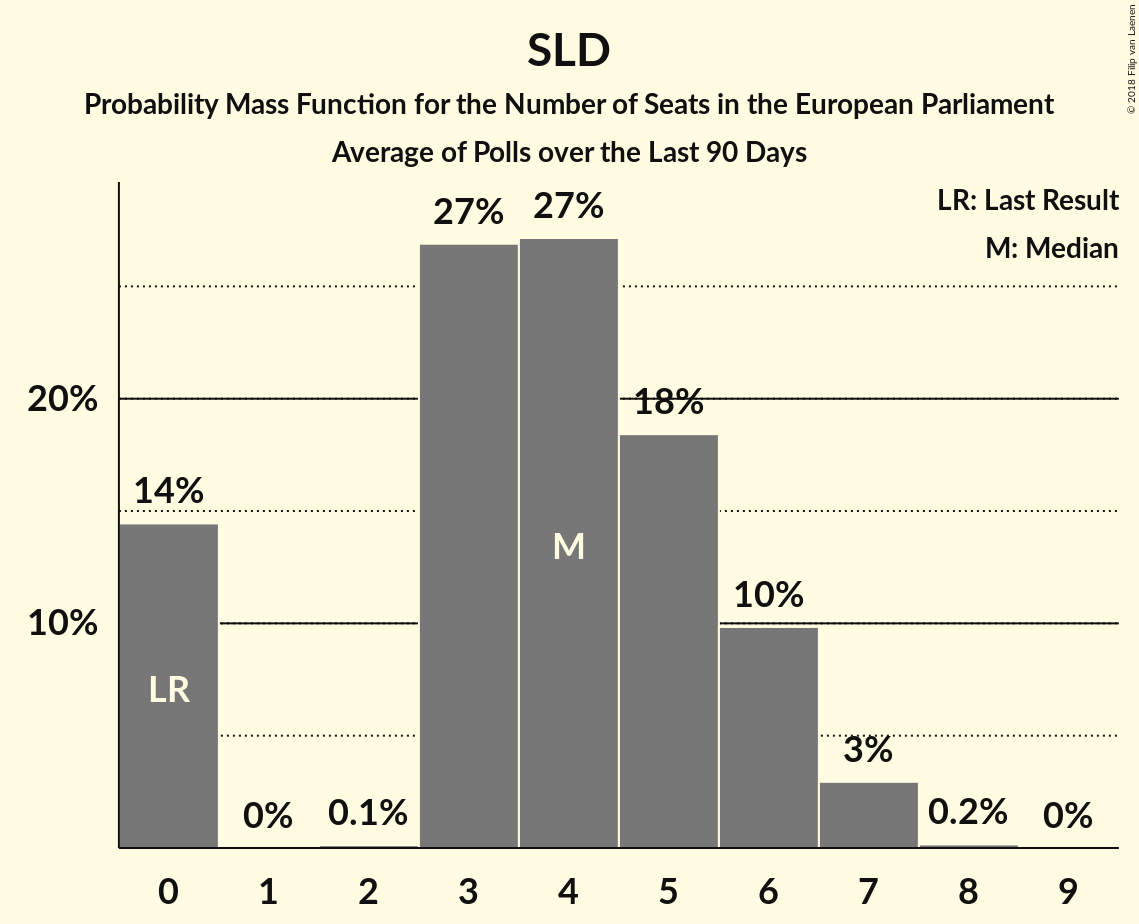 SLD
Probability Mass Function for the Number of Seats in the European Parliament
Average of Polls over the Last 90 Days
© 2018 Filip van Laenen
LR: Last Result
M: Median
27%
27%
20%
18%
14%
M
10%
10%
LR
3%
0%
0.1%
0.2%
0%
0 1 2 3 4 5 6 7 8 9